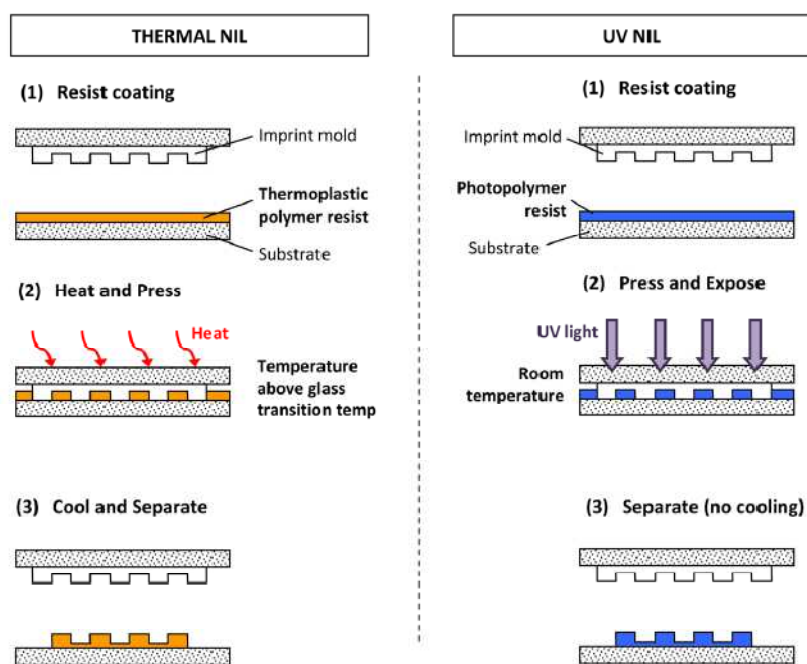 THERMAL NIL
(1) Resist coating
Imprint mold
Thermoplastic
polymer resist
Substrate
(2) Heat and Press
Heat
Temperature
above glass
transition temp
(3) Cool and Separate
UV NIL
(1) Resist coating
Imprint mold
Photopolymer
resist
Substrate
(2) Press and Expose
UV light
Room
temperature
(3) Separate (no cooling)